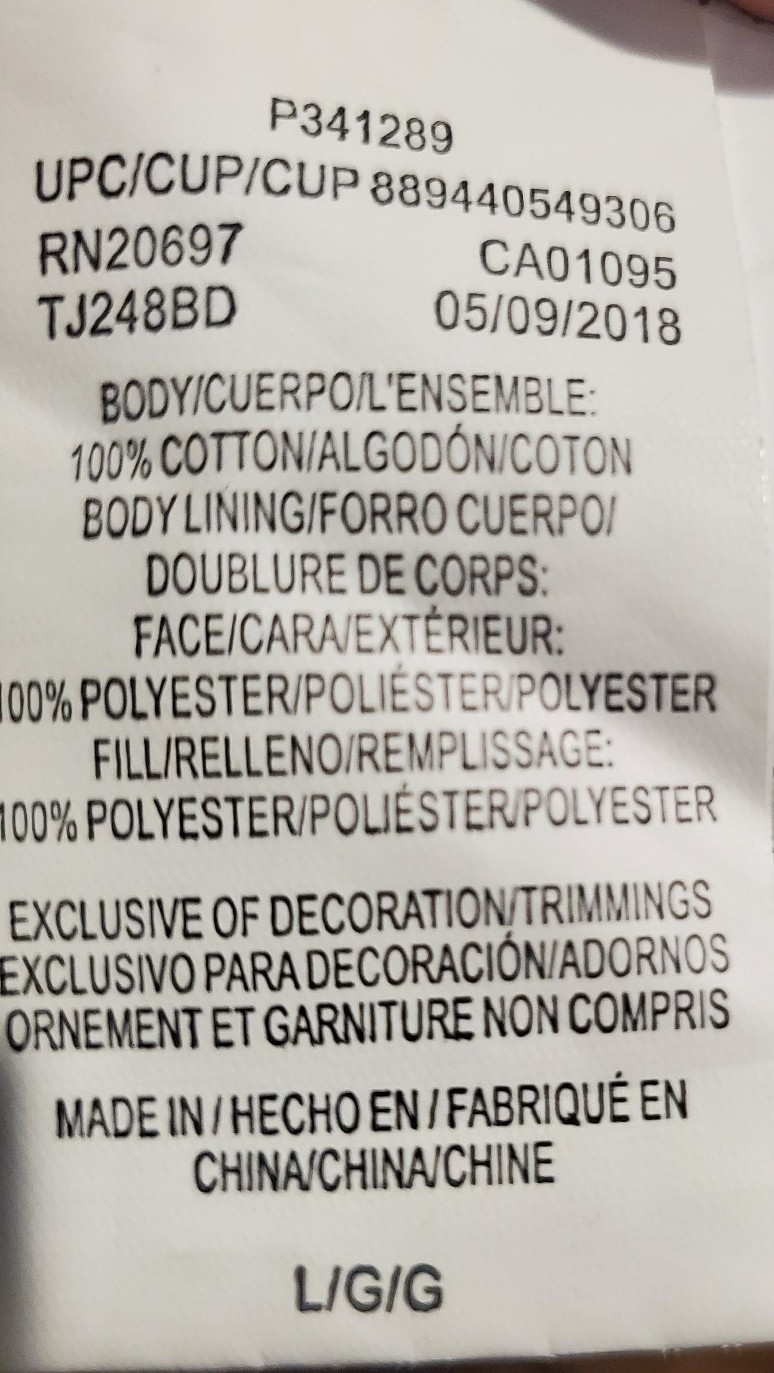 P341289
UPC/CUP/CUP 889440549306
RN20697 CA01095
TJ248BD 05/09/2018
BODY/CUERPO/L'ENSEMBLE:
100% COTTON/ALGODÓN/COTON
BODY LINING/FORRO CUERPO/
DOUBLURE DE CORPS:
FACE/CARA/EXTÉRIEUR:
100% POLYESTER/POLIÉSTER/POLYESTER
FILL/RELLENO/REMPLISSAGE:
100% POLYESTER/POLIÉSTER/POLYESTER
EXCLUSIVE OF DECORATION/TRIMMINGS
EXCLUSIVO PARA DECORACIÓN/ADORNOS
ORNEMENT ET GARNITURE NON COMPRIS
MADE IN / HECHO EN / FABRIQUÉ EN
CHINA/CHINA/CHINE
L/G/G